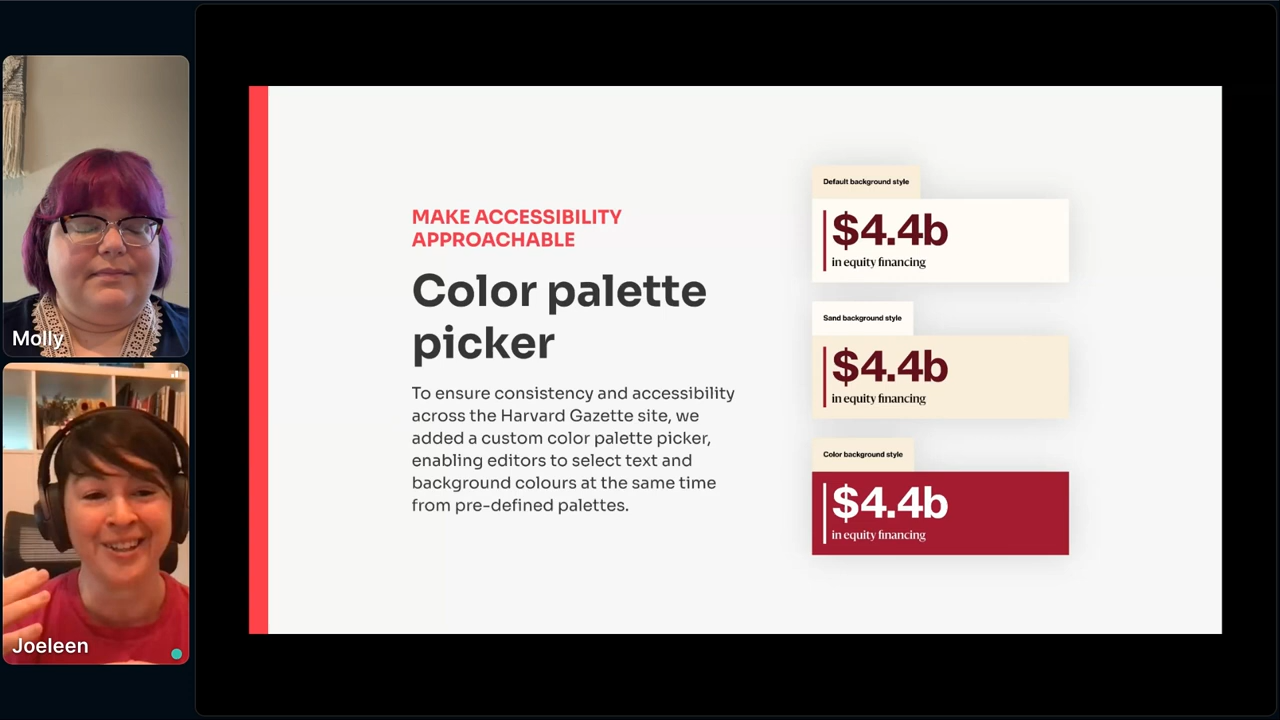 Molly
Joeleen
MAKE ACCESSIBILITY
APPROACHABLE
Color palette
picker
To ensure consistency and accessibility
across the Harvard Gazette site, we
added a custom color palette picker,
enabling editors to select text and
background colours at the same time
from pre-defined palettes.
Default background style
$4.4b
in equity financing
Sand background style
$4.4b
in equity financing
Color background style
$4.4b
in equity financing